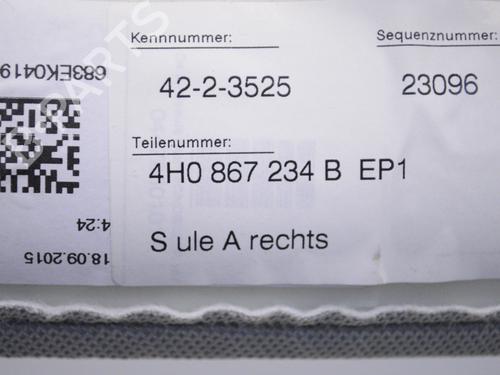 Kennnummer:
Sequenznummer:
42-2-3525
23096
Teilenummer:
4H0 867 234 B EP1
S ule A rechts
683EK0419
4:24
18.09.2015
PARTS